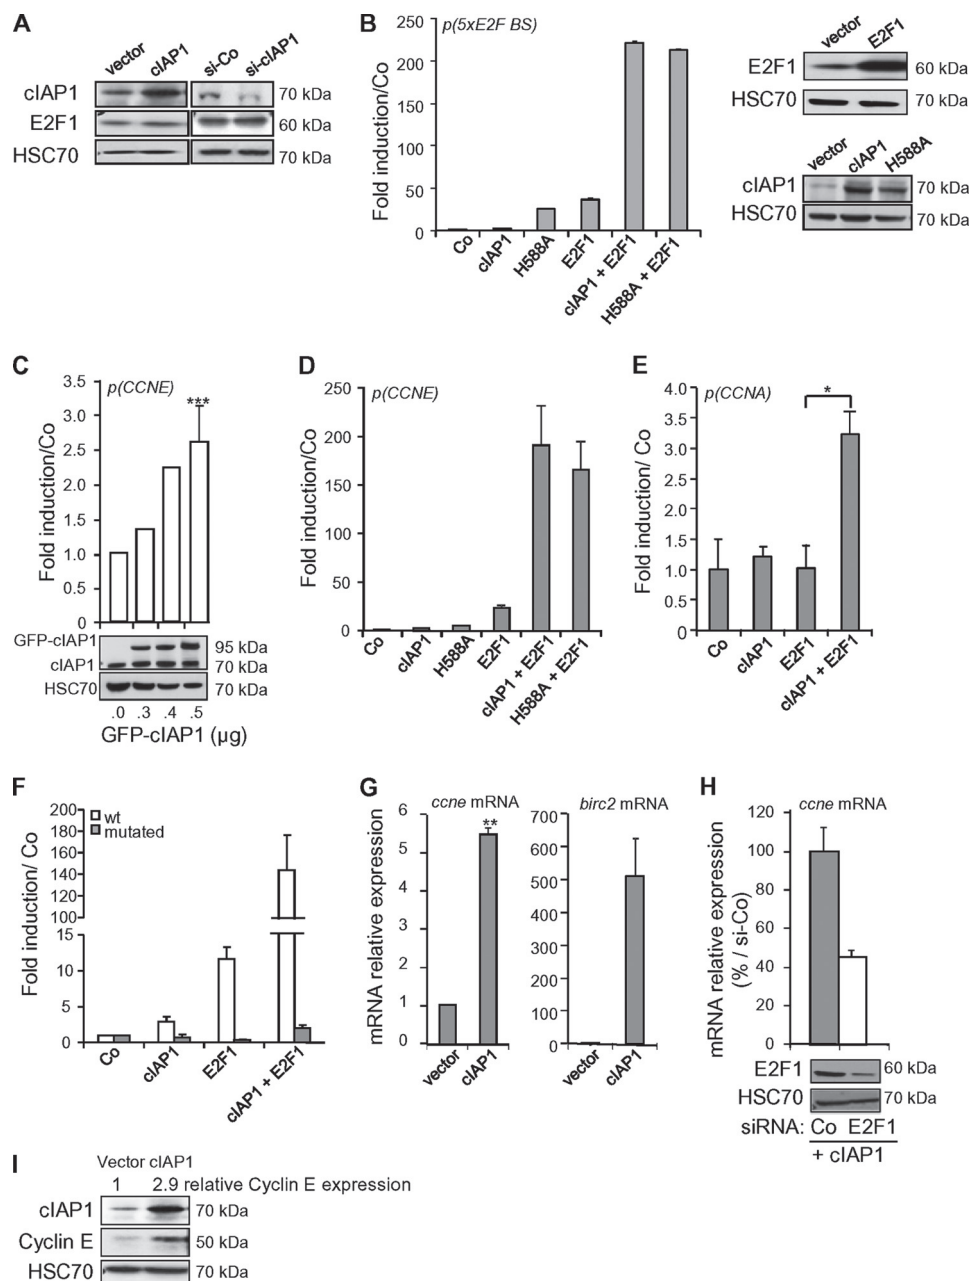 A
vector
cIAP1
si-Co
si-cIAP1
cIAP1
70 kDa
E2F1
60 kDa
HSC70
70 kDa
B
p(5xE2F BS)
Fold induction/Co
250
200
150
100
50
0
Co
cIAP1
H588A
E2F1
cIAP1 + E2F1
H588A + E2F1
vector
E2F1
E2F1
60 kDa
HSC70
70 kDa
vector
cIAP1
H588A
cIAP1
70 kDa
HSC70
70 kDa
C
p(CCNE)
Fold induction/Co
3.5
3.0
2.5
2.0
1.5
1.0
0.5
0
***
GFP-cIAP1
95 kDa
cIAP1
70 kDa
HSC70
70 kDa
.0 .3 .4 .5
GFP-cIAP1 (µg)
D
p(CCNE)
Fold induction/Co
250
200
150
100
50
0
Co
cIAP1
H588A
E2F1
cIAP1 + E2F1
H588A + E2F1
E
p(CCNA)
Fold induction/ Co
4.0
3.5
3.0
2.5
2.0
1.5
1.0
0.5
0
*
Co
cIAP1
E2F1
cIAP1 + E2F1
F
Fold induction/ Co
200
180
160
140
120
100
15
10
5
0
wt
mutated
Co
cIAP1
E2F1
cIAP1 + E2F1
G
ccne mRNA
mRNA relative expression
6
5
4
3
2
1
0
**
vector
cIAP1
birc2 mRNA
700
600
500
400
300
200
100
0
vector
cIAP1
H
ccne mRNA
mRNA relative expression
(% / si-Co)
120
100
80
60
40
20
0
E2F1
60 kDa
HSC70
70 kDa
siRNA: Co E2F1
+ cIAP1
I
Vector cIAP1
1 2.9 relative Cyclin E expression
cIAP1
70 kDa
Cyclin E
50 kDa
HSC70
70 kDa